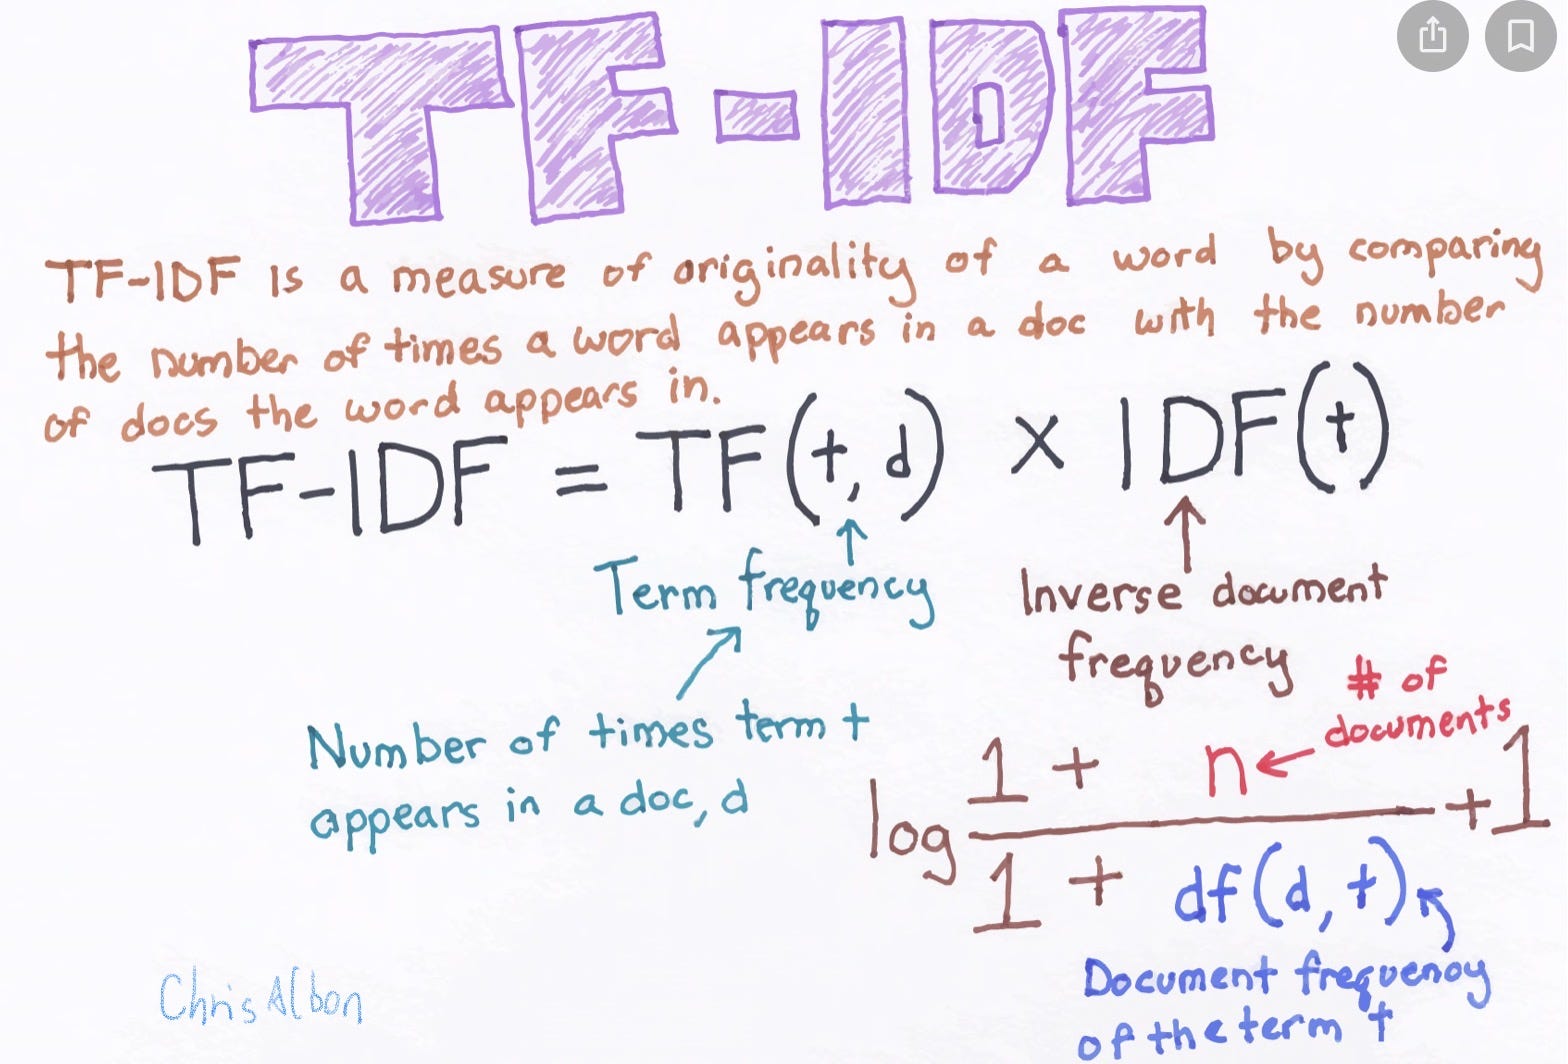 TF-IDF
TF-IDF is a measure of originality of a word by comparing
the number of times a word appears in a doc with the number
of docs the word appears in.
TF-IDF = TF(t, d) × IDF(t)
Term frequency
Inverse document
frequency
Number of times term t
appears in a doc, d
# of
documents
log (1 + n) / (1 + df(d, t)) + 1
Document frequency
of the term t
Chris Albon